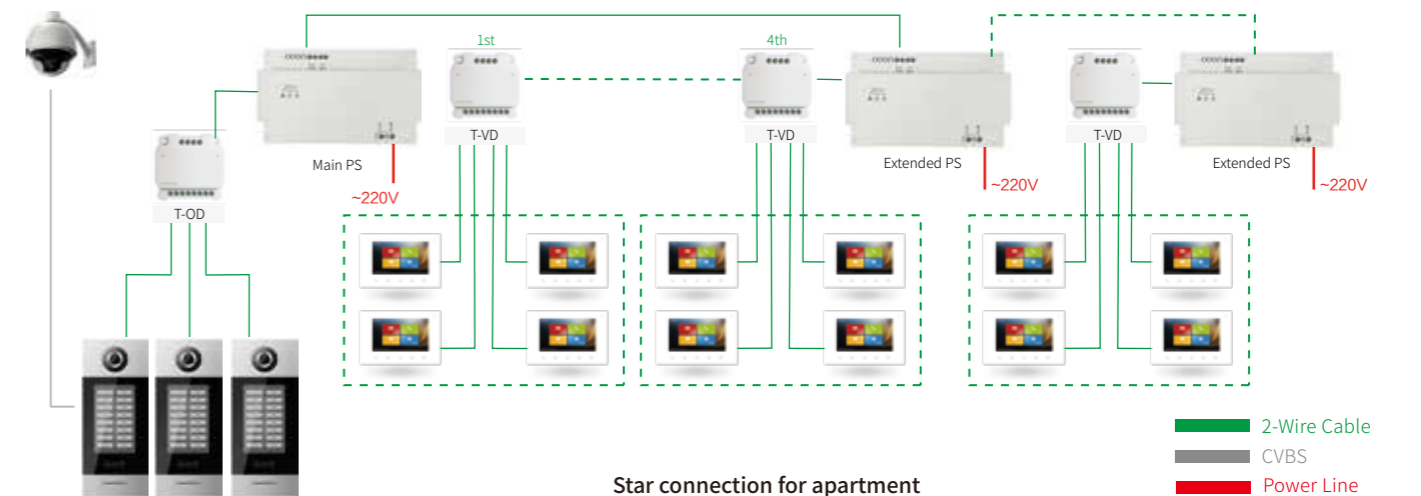 1st
4th
T-VD
T-VD
T-VD
Main PS
Extended PS
Extended PS
~220V
~220V
~220V
T-OD
2-Wire Cable
CVBS
Power Line
Star connection for apartment